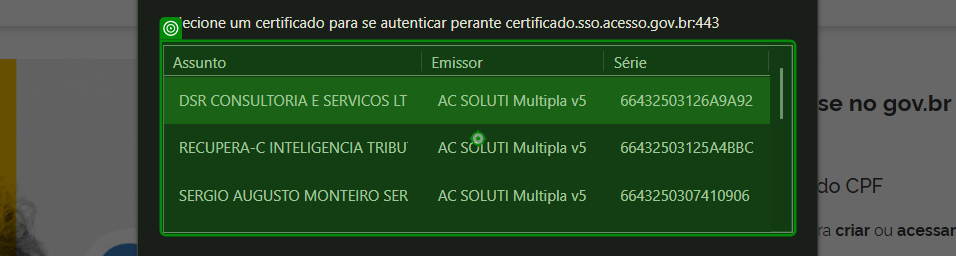 ecione um certificado para se autenticar perante certificado.sso.acesso.gov.br:443
Assunto Emissor Série
DSR CONSULTORIA E SERVICOS LT AC SOLUTI Multipla v5 66432503126A9A92
RECUPERA-C INTELIGENCIA TRIBU AC SOLUTI Multipla v5 66432503125A4BBC
SERGIO AUGUSTO MONTEIRO SER AC SOLUTI Multipla v5 6643250307410906
se no gov.br
do CPF
ra criar ou acessar